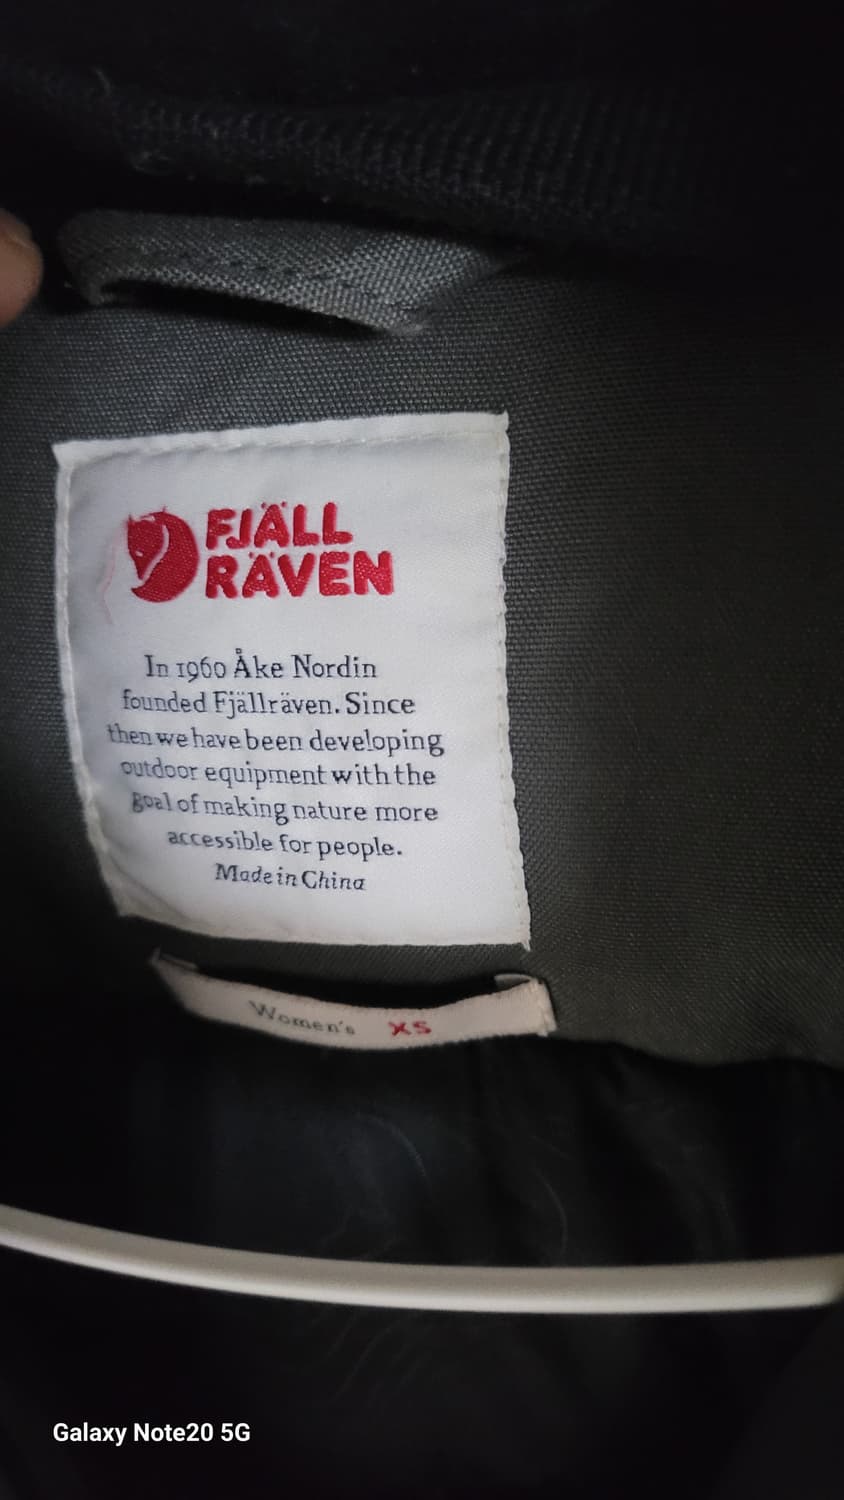 FJÄLL
RÄVEN
In 1960 Åke Nordin
founded Fjällräven. Since
then we have been developing
outdoor equipment with the
goal of making nature more
accessible for people.
Made in China
Women's XS
Galaxy Note20 5G